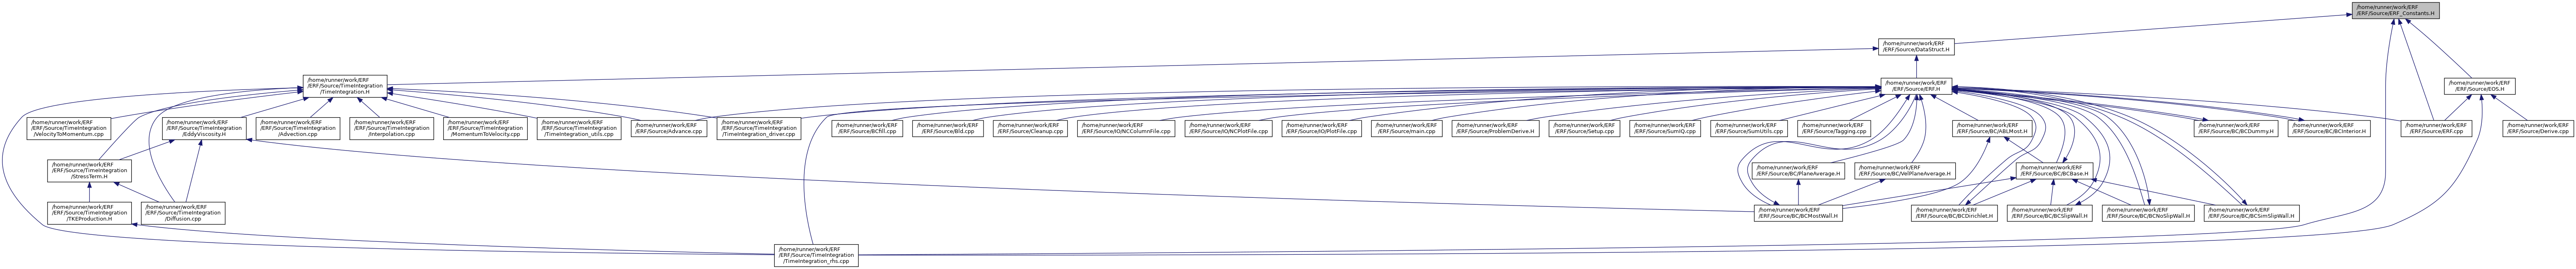 /home/runner/work/ERF
/ERF/Source/ERF_Constants.H
/home/runner/work/ERF
/ERF/Source/DataStruct.H
/home/runner/work/ERF
/ERF/Source/TimeIntegration
/TimeIntegration.H
/home/runner/work/ERF
/ERF/Source/ERF.H
/home/runner/work/ERF
/ERF/Source/EOS.H
/home/runner/work/ERF
/ERF/Source/TimeIntegration
/VelocityToMomentum.cpp
/home/runner/work/ERF
/ERF/Source/TimeIntegration
/EddyViscosity.H
/home/runner/work/ERF
/ERF/Source/TimeIntegration
/Advection.cpp
/home/runner/work/ERF
/ERF/Source/TimeIntegration
/Interpolation.cpp
/home/runner/work/ERF
/ERF/Source/TimeIntegration
/MomentumToVelocity.cpp
/home/runner/work/ERF
/ERF/Source/TimeIntegration
/TimeIntegration_utils.cpp
/home/runner/work/ERF
/ERF/Source/Advance.cpp
/home/runner/work/ERF
/ERF/Source/TimeIntegration
/TimeIntegration_driver.cpp
/home/runner/work/ERF
/ERF/Source/BCfill.cpp
/home/runner/work/ERF
/ERF/Source/Bld.cpp
/home/runner/work/ERF
/ERF/Source/Cleanup.cpp
/home/runner/work/ERF
/ERF/Source/IO/NCColumnFile.cpp
/home/runner/work/ERF
/ERF/Source/IO/NCPlotFile.cpp
/home/runner/work/ERF
/ERF/Source/IO/PlotFile.cpp
/home/runner/work/ERF
/ERF/Source/main.cpp
/home/runner/work/ERF
/ERF/Source/ProblemDerive.H
/home/runner/work/ERF
/ERF/Source/Setup.cpp
/home/runner/work/ERF
/ERF/Source/SumIQ.cpp
/home/runner/work/ERF
/ERF/Source/SumUtils.cpp
/home/runner/work/ERF
/ERF/Source/Tagging.cpp
/home/runner/work/ERF
/ERF/Source/BC/ABLMost.H
/home/runner/work/ERF
/ERF/Source/BC/BCDummy.H
/home/runner/work/ERF
/ERF/Source/BC/BCInterior.H
/home/runner/work/ERF
/ERF/Source/ERF.cpp
/home/runner/work/ERF
/ERF/Source/Derive.cpp
/home/runner/work/ERF
/ERF/Source/TimeIntegration
/StressTerm.H
/home/runner/work/ERF
/ERF/Source/BC/PlaneAverage.H
/home/runner/work/ERF
/ERF/Source/BC/VelPlaneAverage.H
/home/runner/work/ERF
/ERF/Source/BC/BCBase.H
/home/runner/work/ERF
/ERF/Source/TimeIntegration
/TKEProduction.H
/home/runner/work/ERF
/ERF/Source/TimeIntegration
/Diffusion.cpp
/home/runner/work/ERF
/ERF/Source/BC/BCMostWall.H
/home/runner/work/ERF
/ERF/Source/BC/BCDirichlet.H
/home/runner/work/ERF
/ERF/Source/BC/BCSlipWall.H
/home/runner/work/ERF
/ERF/Source/BC/BCNoSlipWall.H
/home/runner/work/ERF
/ERF/Source/BC/BCSimSlipWall.H
/home/runner/work/ERF
/ERF/Source/TimeIntegration
/TimeIntegration_rhs.cpp